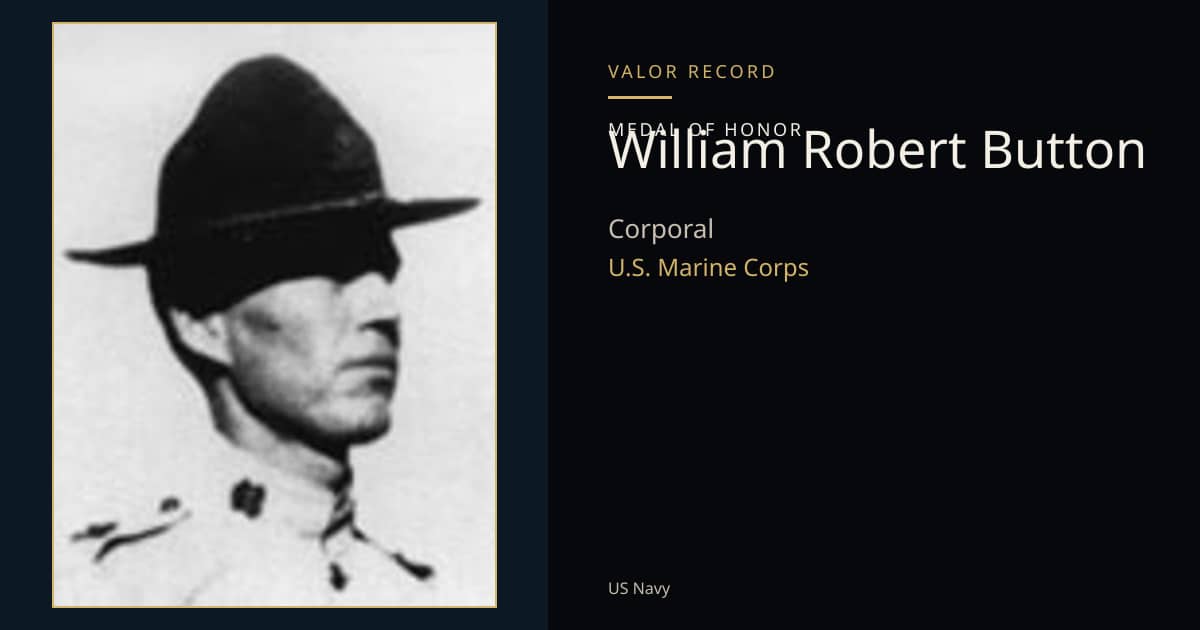 VALOR RECORD
MEDAL OF HONOR
William Robert Button
Corporal
U.S. Marine Corps
US Navy